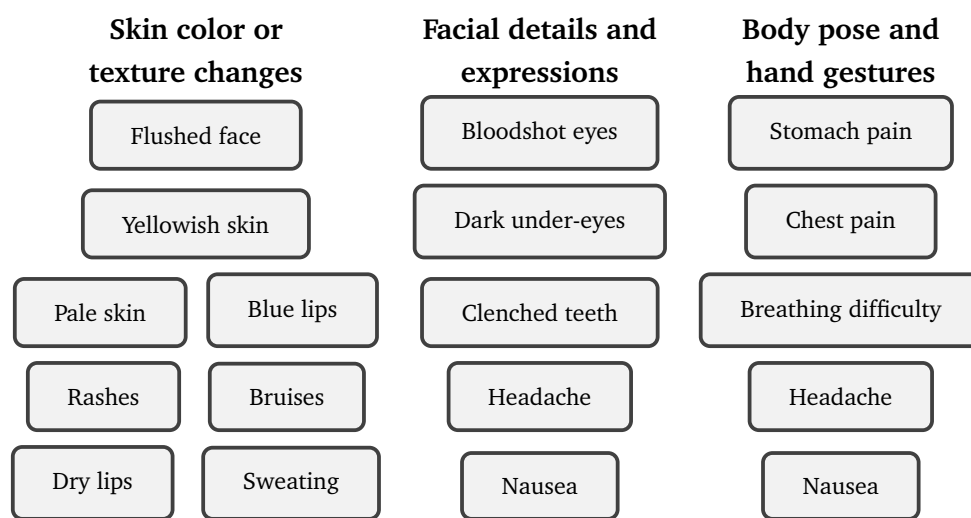 Skin color or
texture changes
Flushed face
Yellowish skin
Pale skin
Blue lips
Rashes
Bruises
Dry lips
Sweating
Facial details and
expressions
Bloodshot eyes
Dark under-eyes
Clenched teeth
Headache
Nausea
Body pose and
hand gestures
Stomach pain
Chest pain
Breathing difficulty
Headache
Nausea